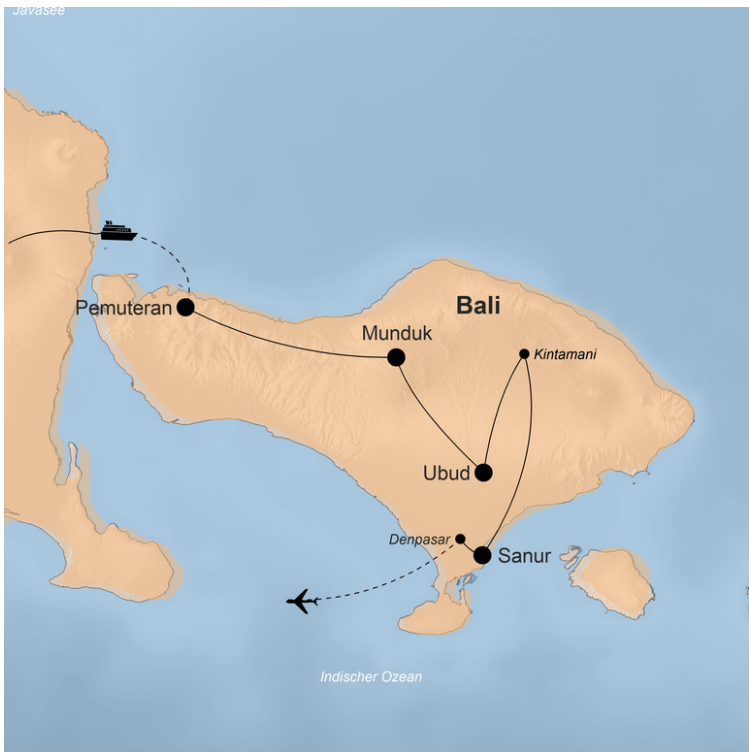 Javasee
Bali
Pemuteran
Munduk
Kintamani
Ubud
Denpasar
Sanur
Indischer Ozean